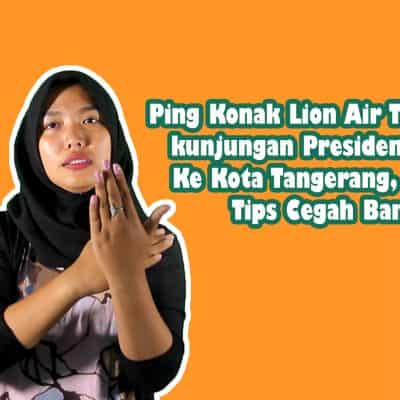 Ping Konak Lion Air T
kunjungan Presiden
Ke Kota Tangerang,
Tips Cegah Ban